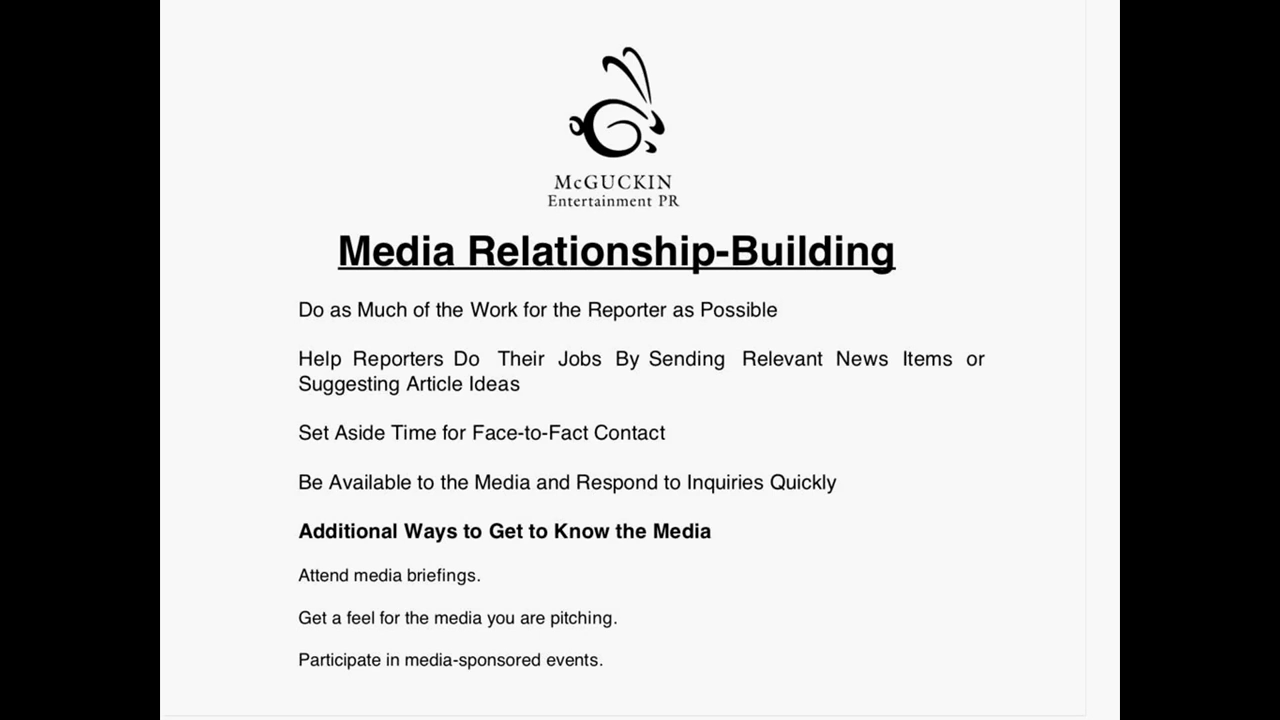 McGUCKIN
Entertainment PR
Media Relationship-Building
Do as Much of the Work for the Reporter as Possible
Help Reporters Do Their Jobs By Sending Relevant News Items or
Suggesting Article Ideas
Set Aside Time for Face-to-Fact Contact
Be Available to the Media and Respond to Inquiries Quickly
Additional Ways to Get to Know the Media
Attend media briefings.
Get a feel for the media you are pitching.
Participate in media-sponsored events.